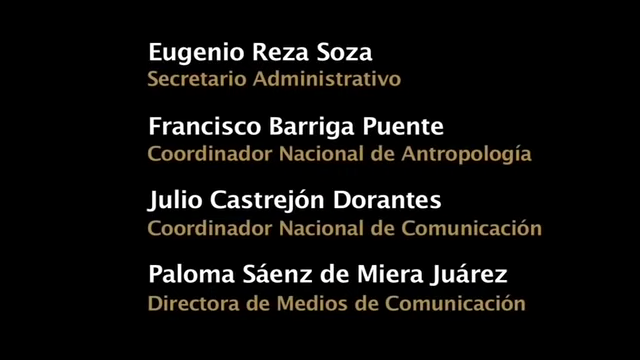 Eugenio Reza Soza
Secretario Administrativo
Francisco Barriga Puente
Coordinador Nacional de Antropología
Julio Castrejón Dorantes
Coordinador Nacional de Comunicación
Paloma Sáenz de Miera Juárez
Directora de Medios de Comunicación